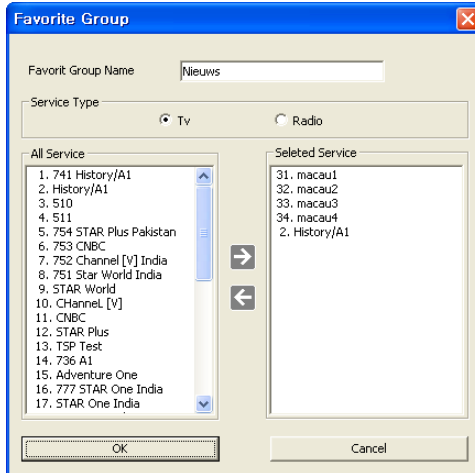 Favorite Group
Favorit Group Name
Nieuws
Service Type
Tv
Radio
All Service
1. 741 History/A1
2. History/A1
3. 510
4. 511
5. 754 STAR Plus Pakistan
6. 753 CNBC
7. 752 Channel [V] India
8. 751 Star World India
9. STAR World
10. CHanneL [V]
11. CNBC
12. STAR Plus
13. TSP Test
14. 736 A1
15. Adventure One
16. 777 STAR One India
17. STAR One India
Seleted Service
31. macau1
32. macau2
33. macau3
34. macau4
2. History/A1
OK
Cancel